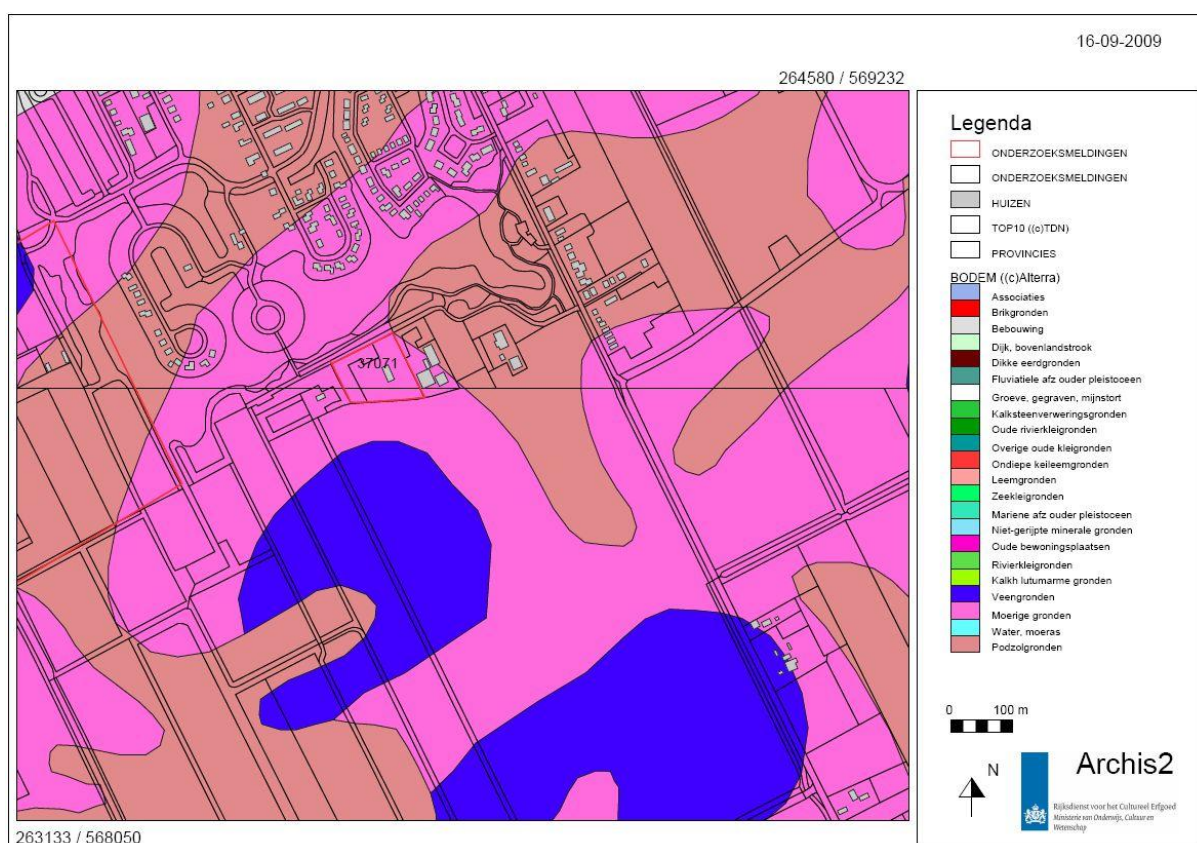 16-09-2009
264580 / 569232
37071
263133 / 568050
Legenda
ONDERZOEKSMELDINGEN
ONDERZOEKSMELDINGEN
HUIZEN
TOP10 ((c)TDN)
PROVINCIES
BODEM ((c)Alterra)
Associaties
Brikgronden
Bebouwing
Dijk, bovenlandstrook
Dikke eerdgronden
Fluviatiele afz ouder pleistoceen
Groeve, gegraven, mijnstort
Kalksteenverweringsgronden
Oude rivierkleigronden
Overige oude kleigronden
Ondiepe keileemgronden
Leemgronden
Zeekleigronden
Mariene afz ouder pleistoceen
Niet-gerijpte minerale gronden
Oude bewoningsplaatsen
Rivierkleigronden
Kalkh lutumarme gronden
Veengronden
Moerige gronden
Water, moeras
Podzolgronden
0 100 m
N
Archis2
Rijksdienst voor het Cultureel Erfgoed
Ministerie van Onderwijs, Cultuur en
Wetenschap